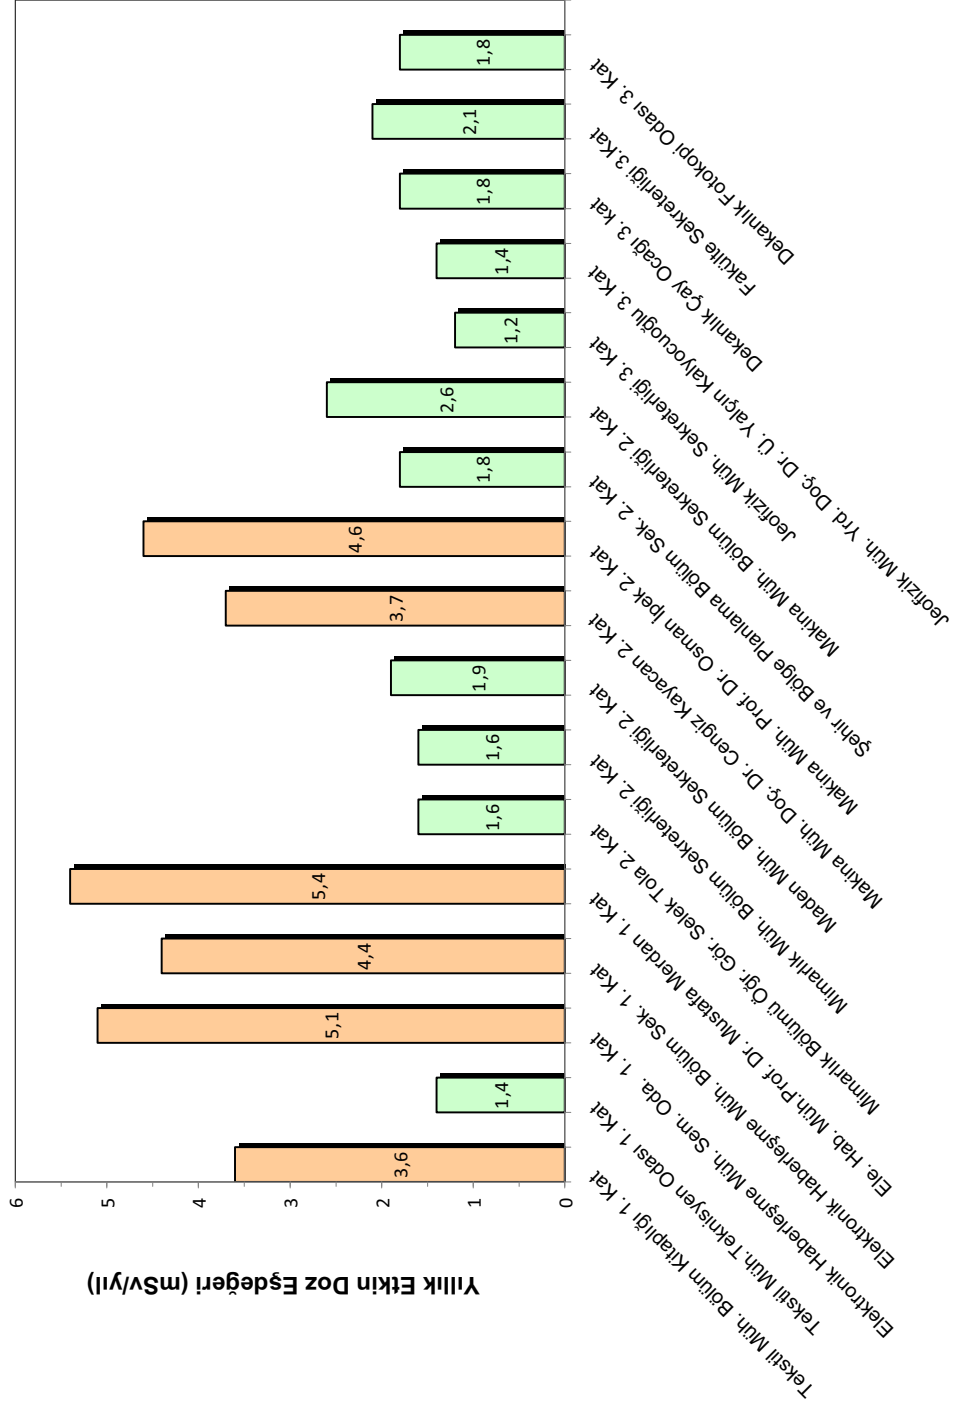 Yıllık Etkin Doz Eşdeğeri (mSv/yıl)
6
5
4
3
2
1
0
3,6
1,4
5,1
4,4
5,4
1,6
1,6
1,9
3,7
4,6
1,8
2,6
1,2
1,4
1,8
2,1
1,8
Tekstil Müh. Bölüm Kitaplığı 1. Kat
Tekstil Müh. Teknisyen Odası 1. Kat
Elektronik Haberleşme Müh. Sem. Oda. 1. Kat
Elektronik Haberleşme Müh. Bölüm Sek. 1. Kat
Ele. Hab. Müh.Prof. Dr. Mustafa Merdan 1. Kat
Mimarlık Bölümü Öğr. Gör. Selek Tola 2. Kat
Mimarlık Müh. Bölüm Sekreterliği 2. Kat
Maden Müh. Bölüm Sekreterliği 2. Kat
Makina Müh. Doç. Dr. Cengiz Kayacan 2. Kat
Makina Müh. Prof. Dr. Osman İpek 2. Kat
Şehir ve Bölge Planlama Bölüm Sek. 2. Kat
Makina Müh. Bölüm Sekreterliği 2. Kat
Jeofizik Müh. Sekreterliği 3. Kat
Jeofizik Müh. Yrd. Doç. Dr. Ü. Yalçın Kalyocuoğlu 3. Kat
Dekanlık Çay Ocağı 3. kat
Fakülte Sekreterliği 3.Kat
Dekanlık Fotokopi Odası 3. Kat